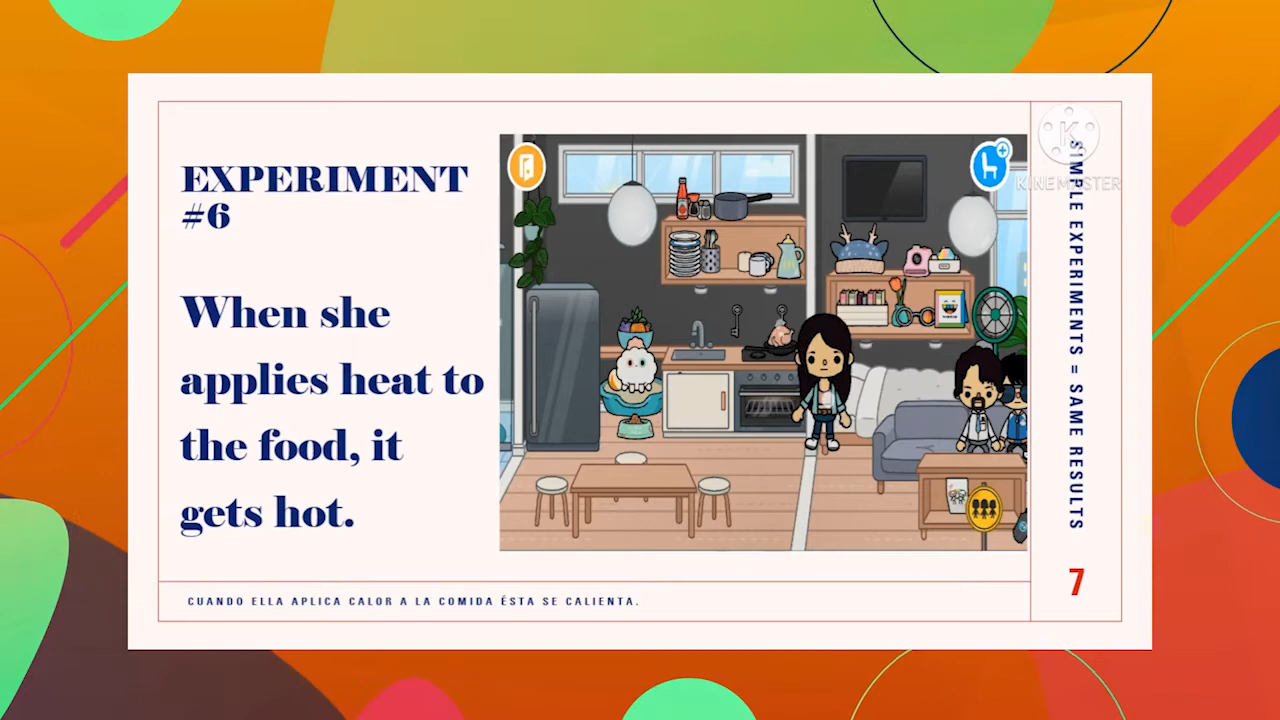 EXPERIMENT
#6
When she
applies heat to
the food, it
gets hot.
CUANDO ELLA APLICA CALOR A LA COMIDA ÉSTA SE CALIENTA.
KINEMASTER
SIMPLE EXPERIMENTS = SAME RESULTS
7